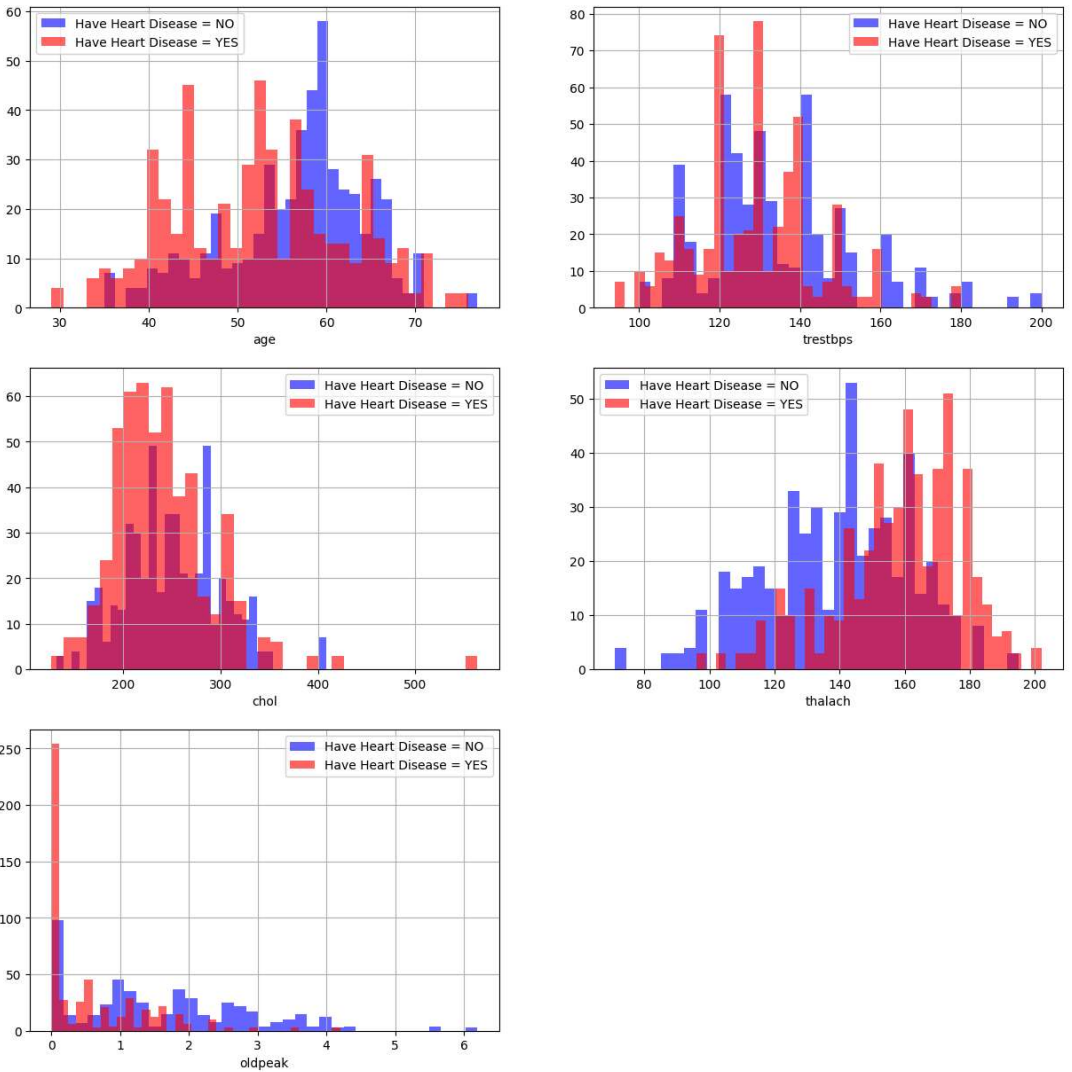 60
50
40
30
20
10
0
Have Heart Disease = NO
Have Heart Disease = YES
30 40 50 60 70
age
80
70
60
50
40
30
20
10
0
Have Heart Disease = NO
Have Heart Disease = YES
100 120 140 160 180 200
trestbps
60
50
40
30
20
10
0
Have Heart Disease = NO
Have Heart Disease = YES
200 300 400 500
chol
50
40
30
20
10
0
Have Heart Disease = NO
Have Heart Disease = YES
80 100 120 140 160 180 200
thalach
250
200
150
100
50
0
Have Heart Disease = NO
Have Heart Disease = YES
0 1 2 3 4 5 6
oldpeak